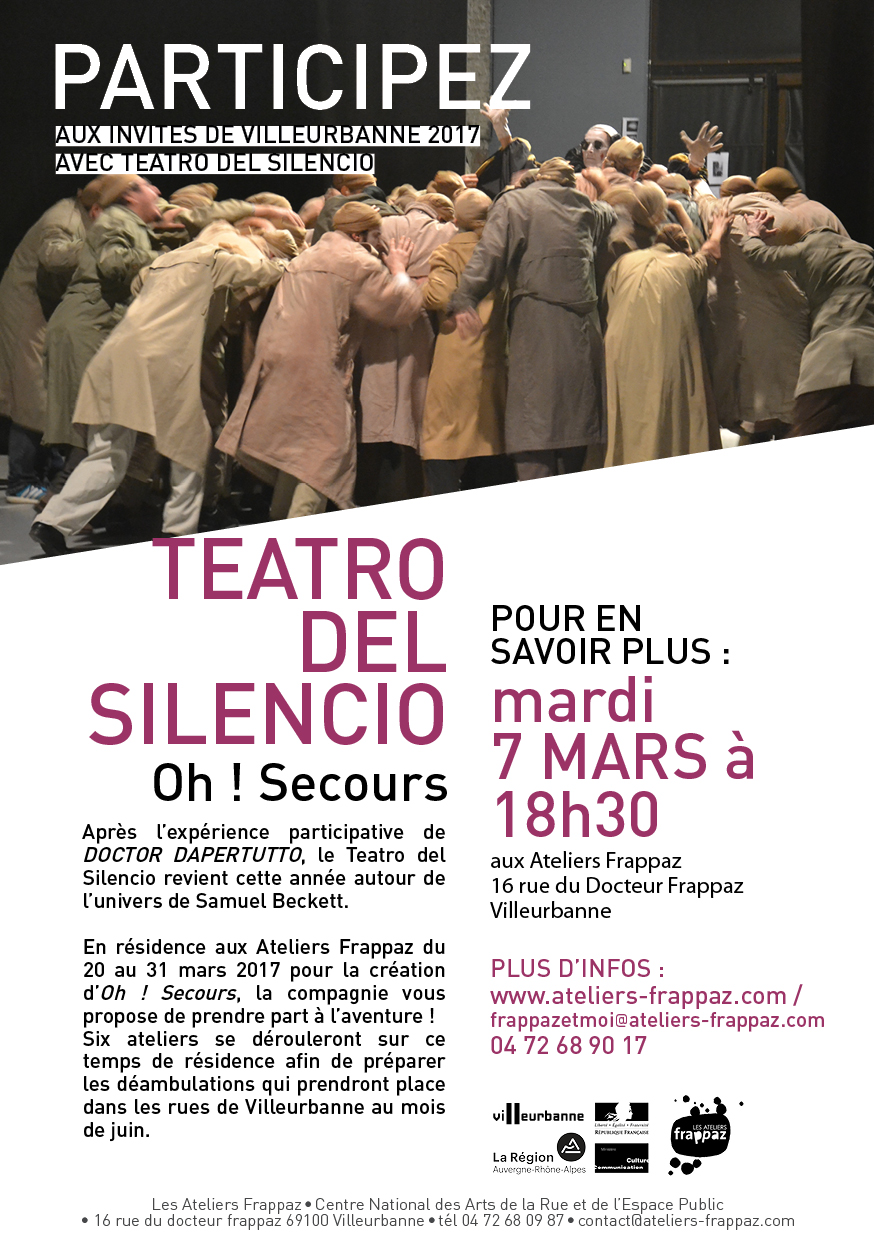 PARTICIPEZ
AUX INVITES DE VILLEURBANNE 2017
AVEC TEATRO DEL SILENCIO
TEATRO
DEL
SILENCIO
Oh ! Secours
Après l'expérience participative de
DOCTOR DAPERTUTTO, le Teatro del
Silencio revient cette année autour de
l'univers de Samuel Beckett.
En résidence aux Ateliers Frappaz du
20 au 31 mars 2017 pour la création
d'Oh ! Secours, la compagnie vous
propose de prendre part à l'aventure !
Six ateliers se dérouleront sur ce
temps de résidence afin de préparer
les déambulations qui prendront place
dans les rues de Villeurbanne au mois
de juin.
POUR EN
SAVOIR PLUS :
mardi
7 MARS à
18h30
aux Ateliers Frappaz
16 rue du Docteur Frappaz
Villeurbanne
PLUS D'INFOS :
www.ateliers-frappaz.com /
frappazetmoi@ateliers-frappaz.com
04 72 68 90 17
villeurbanne
Liberté • Égalité • Fraternité
RÉPUBLIQUE FRANÇAISE
La Région
Auvergne-Rhône-Alpes
Culture
Communication
LES ATELIERS
frappaz
Les Ateliers Frappaz • Centre National des Arts de la Rue et de l'Espace Public
• 16 rue du docteur frappaz 69100 Villeurbanne • tél 04 72 68 09 87 • contact@ateliers-frappaz.com